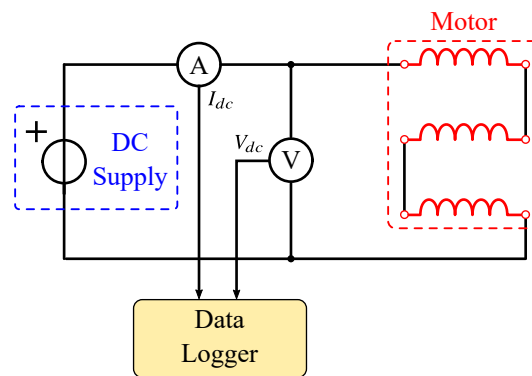 Motor
A
I_dc
+
DC
Supply
V_dc
V
Data
Logger